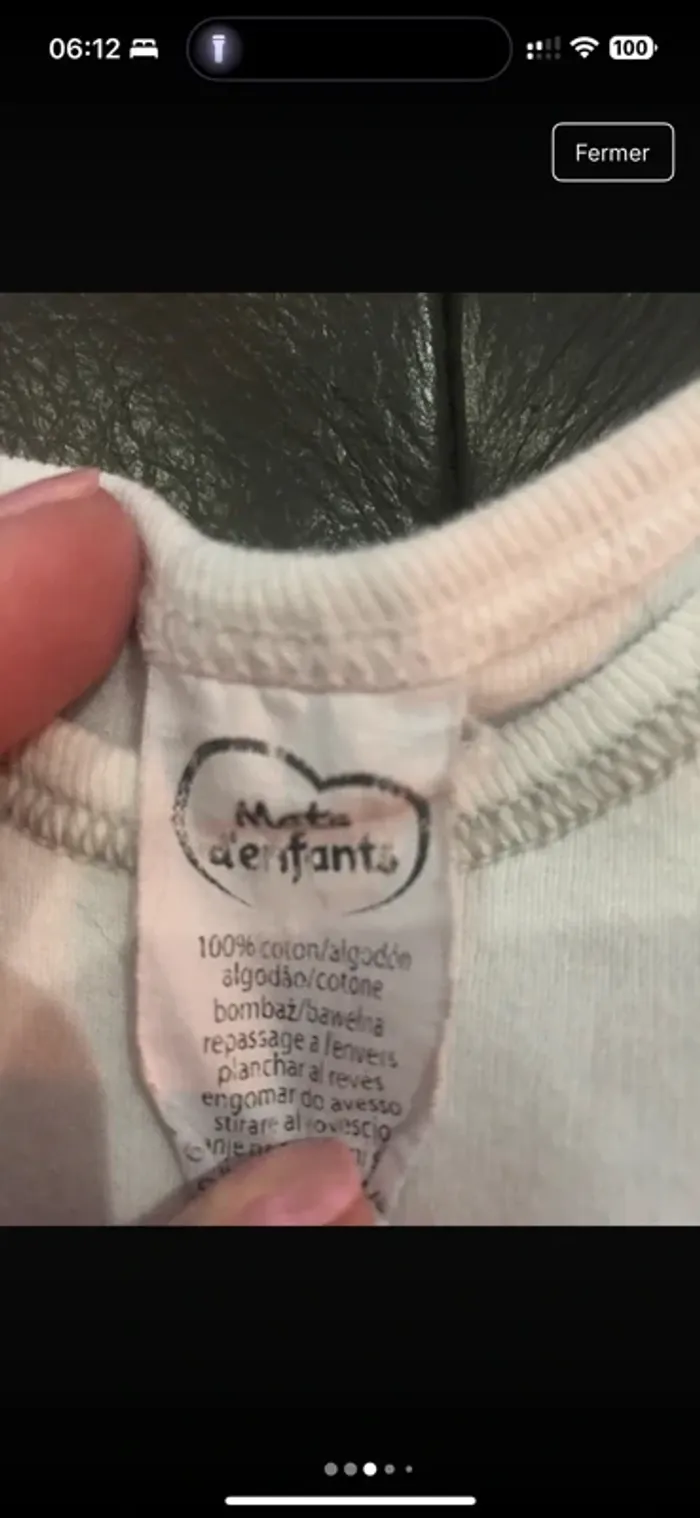 06:12
100
Fermer
Mots
d'enfants
100% coton/algodón
algodão/cotone
bombaž/bawełna
repassage a l'envers
planchar al reves
engomar do avesso
stirare al rovescio